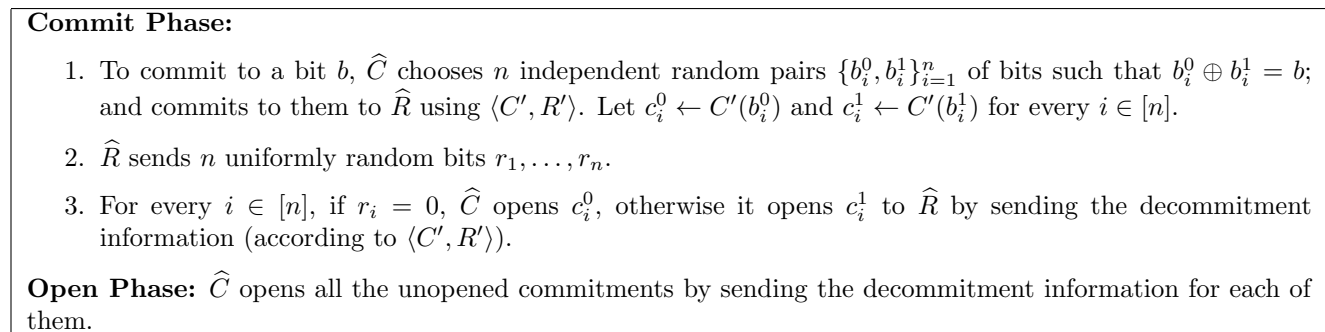 Commit Phase:
1. To commit to a bit b, Ĉ chooses n independent random pairs {b_i^0, b_i^1}_{i=1}^n of bits such that b_i^0 ⊕ b_i^1 = b;
and commits to them to R̂ using ⟨C′, R′⟩. Let c_i^0 ← C′(b_i^0) and c_i^1 ← C′(b_i^1) for every i ∈ [n].
2. R̂ sends n uniformly random bits r_1, . . . , r_n.
3. For every i ∈ [n], if r_i = 0, Ĉ opens c_i^0, otherwise it opens c_i^1 to R̂ by sending the decommitment
information (according to ⟨C′, R′⟩).
Open Phase: Ĉ opens all the unopened commitments by sending the decommitment information for each of
them.